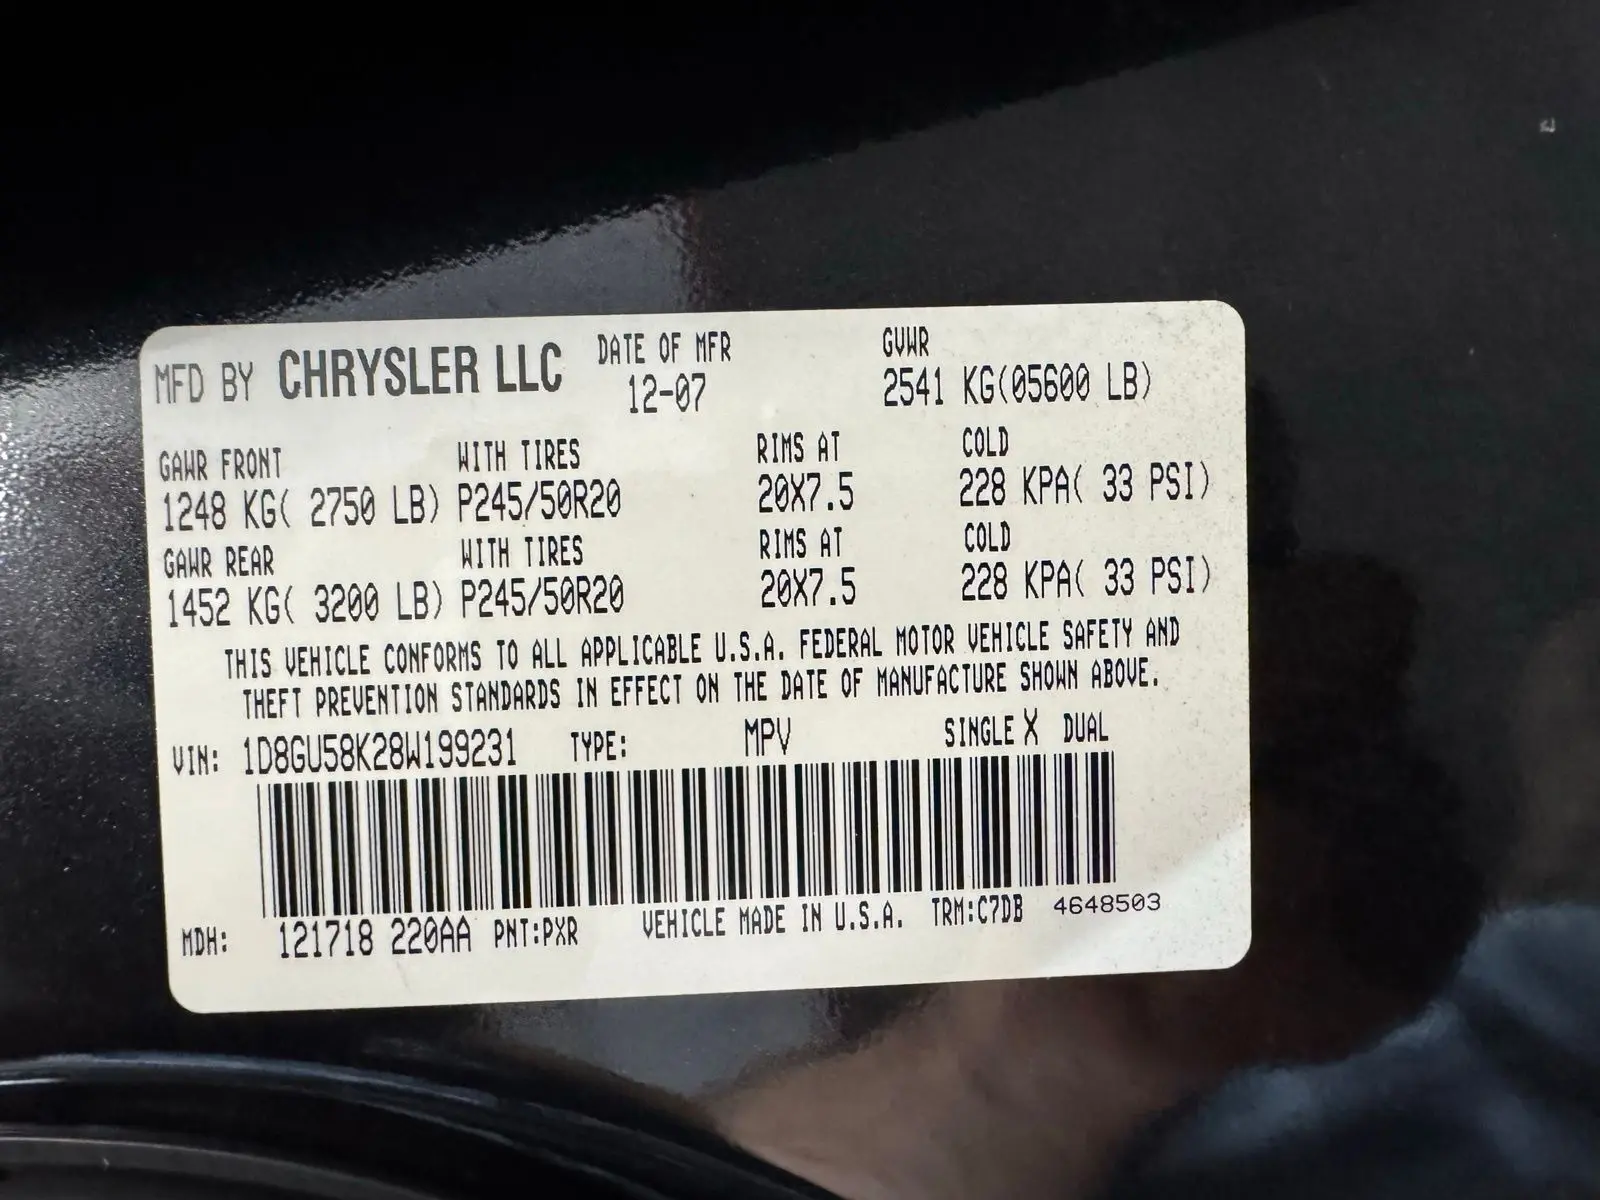 MFD BY CHRYSLER LLC DATE OF MFR GVWR
12-07 2541 KG(05600 LB)
GAWR FRONT WITH TIRES RIMS AT COLD
1248 KG( 2750 LB) P245/50R20 20X7.5 228 KPA( 33 PSI)
GAWR REAR WITH TIRES RIMS AT COLD
1452 KG( 3200 LB) P245/50R20 20X7.5 228 KPA( 33 PSI)
THIS VEHICLE CONFORMS TO ALL APPLICABLE U.S.A. FEDERAL MOTOR VEHICLE SAFETY AND
THEFT PREVENTION STANDARDS IN EFFECT ON THE DATE OF MANUFACTURE SHOWN ABOVE.
VIN: 1D8GU58K28W199231 TYPE: MPV SINGLE X DUAL
MDH: 121718 220AA PNT:PXR VEHICLE MADE IN U.S.A. TRM:C7DB 4648503